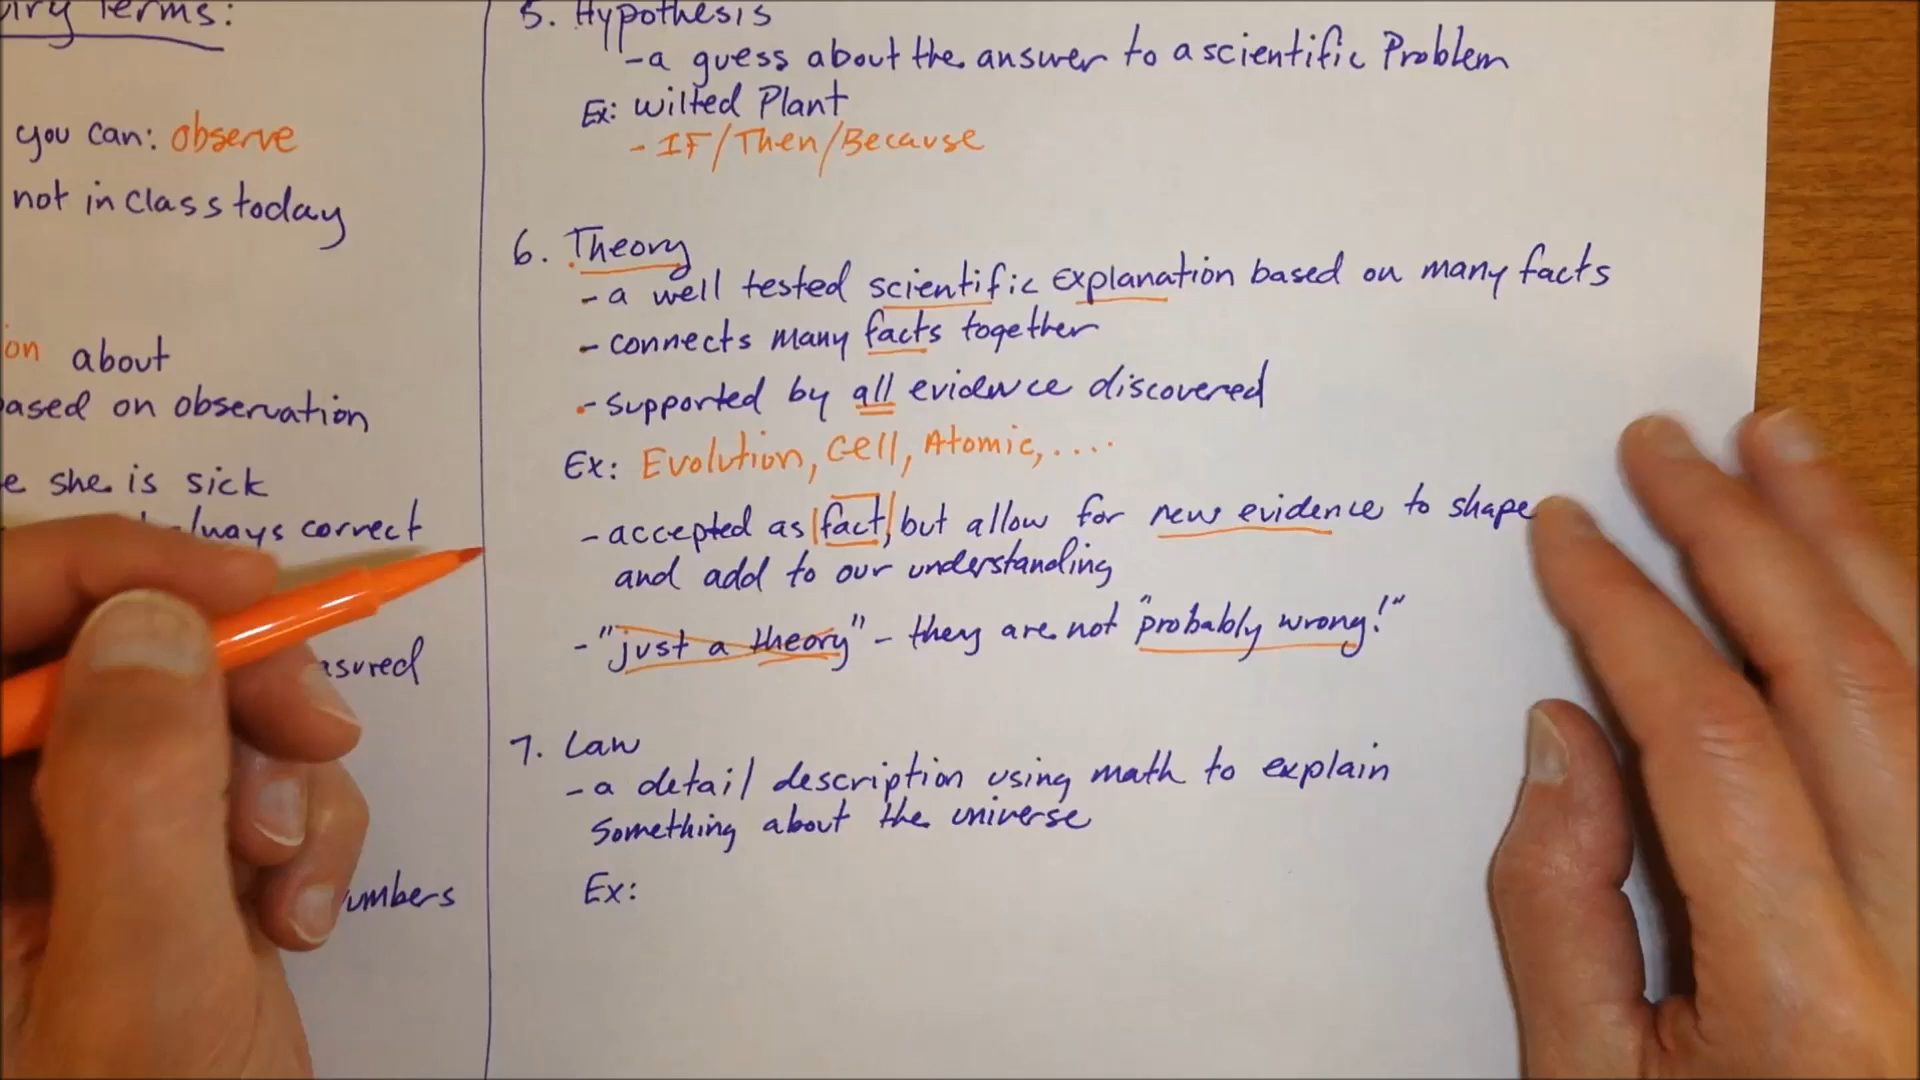 Terms:
you can: observe
not in class today
about
based on observation
she is sick
always correct
umbers
5. Hypothesis
-a guess about the answer to a scientific Problem
Ex: wilted Plant
- IF/Then/Because
6. Theory
- a well tested scientific explanation based on many facts
- connects many facts together
- supported by all evidence discovered
Ex: Evolution, Cell, Atomic, ....
- accepted as fact, but allow for new evidence to shape
and add to our understanding
- "just a theory" - they are not "probably wrong!"
7. Law
- a detail description using math to explain
something about the universe
Ex: